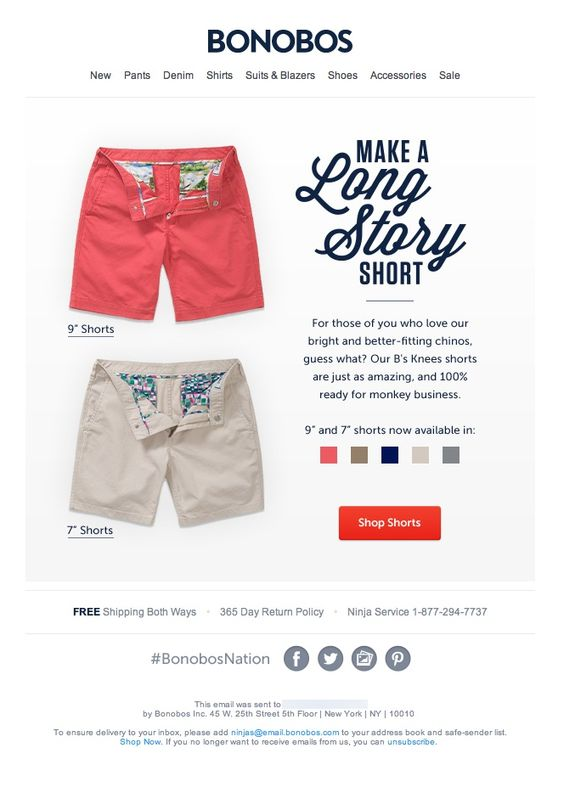 BONOBOS
New Pants Denim Shirts Suits & Blazers Shoes Accessories Sale
MAKE A
Long
Story
SHORT
9" Shorts
For those of you who love our
bright and better-fitting chinos,
guess what? Our B's Knees shorts
are just as amazing, and 100%
ready for monkey business.
9" and 7" shorts now available in:
7" Shorts
Shop Shorts
FREE Shipping Both Ways • 365 Day Return Policy • Ninja Service 1-877-294-7737
#BonobosNation
This email was sent to
by Bonobos Inc. 45 W. 25th Street 5th Floor | New York | NY | 10010
To ensure delivery to your inbox, please add ninjas@email.bonobos.com to your address book and safe-sender list.
Shop Now. If you no longer want to receive emails from us, you can unsubscribe.